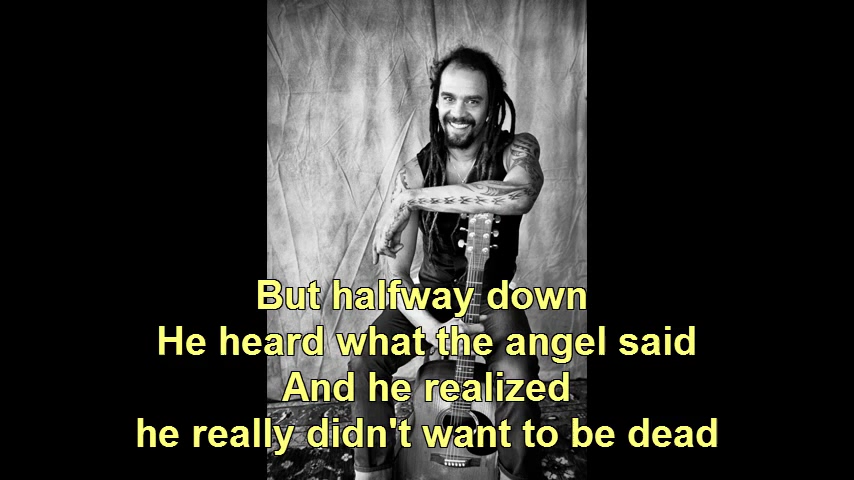 But halfway down
He heard what the angel said
And he realized
he really didn't want to be dead